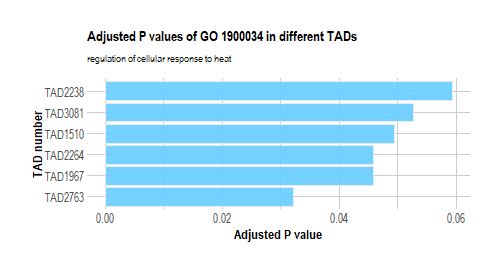 Adjusted P values of GO 1900034 in different TADs
regulation of cellular response to heat
TAD2238
TAD3081
TAD1510
TAD2264
TAD1967
TAD2763
TAD number
0.00 0.02 0.04 0.06
Adjusted P value